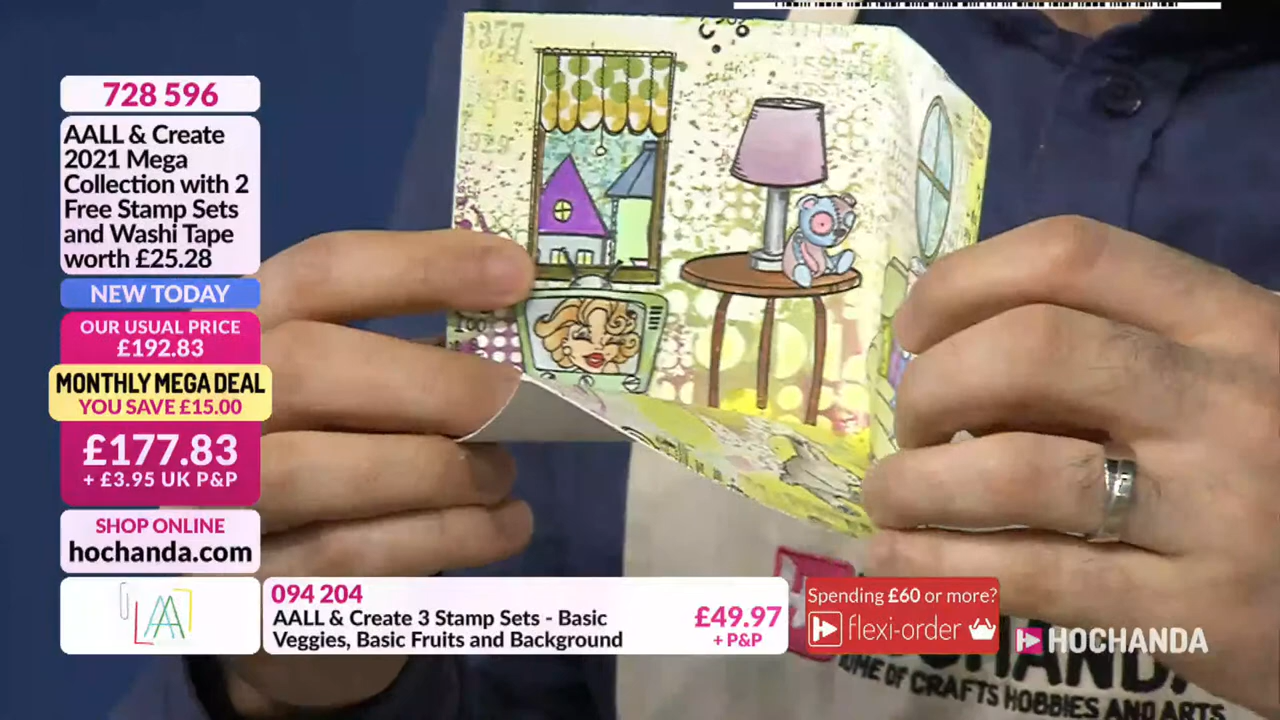 728 596
AALL & Create
2021 Mega
Collection with 2
Free Stamp Sets
and Washi Tape
worth £25.28
NEW TODAY
OUR USUAL PRICE
£192.83
MONTHLY MEGA DEAL
YOU SAVE £15.00
£177.83
+ £3.95 UK P&P
SHOP ONLINE
hochanda.com
LAA
094 204
AALL & Create 3 Stamp Sets - Basic
Veggies, Basic Fruits and Background
£49.97
+ P&P
Spending £60 or more?
flexi-order
HOCHANDA
OF CRAFTS HOBBIES AND ARTS
1377